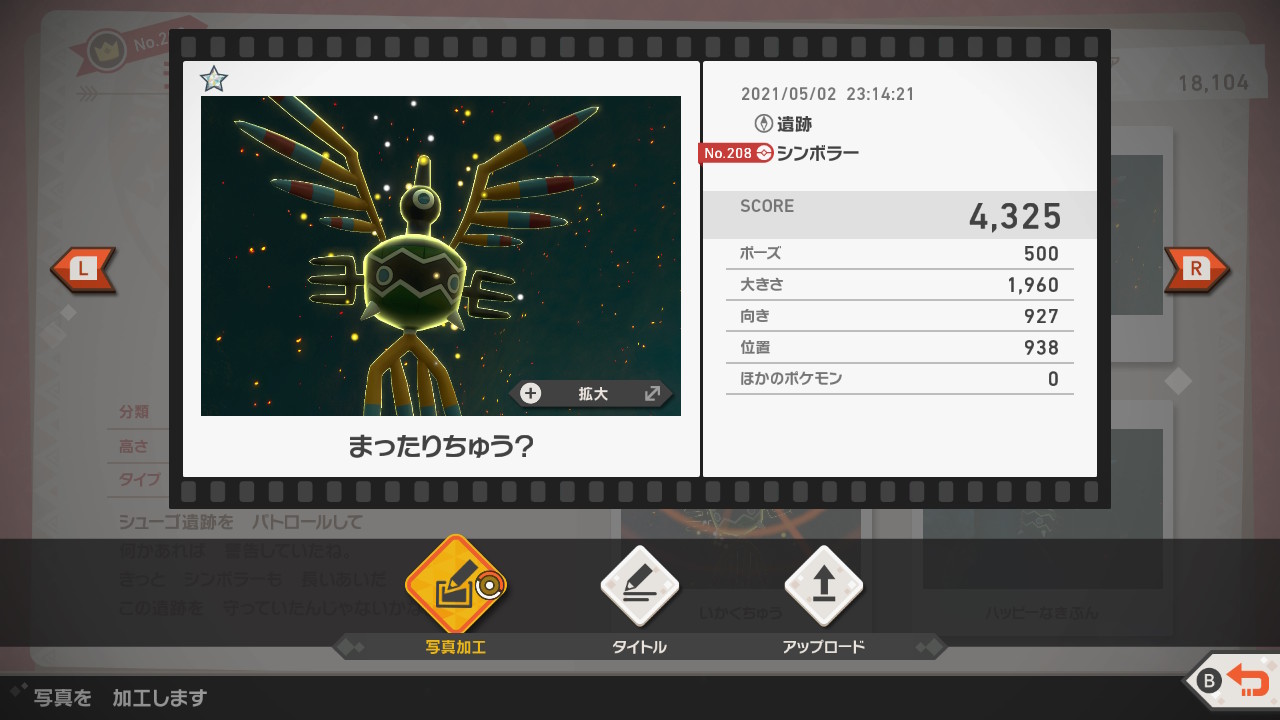 No.2
18,104
2021/05/02 23:14:21
遺跡
No.208 シンボラー
SCORE 4,325
ポーズ 500
大きさ 1,960
向き 927
位置 938
ほかのポケモン 0
L
R
拡大
まったりちゅう?
分類
高さ
タイプ
シューゴ遺跡を パトロールして
何かあれば 警告していたね。
きっと シンボラーも 長いあいだ
この遺跡を 守っていたんじゃないか
いかくちゅう
ハッピーなきぶん
写真加工
タイトル
アップロード
B
写真を 加工します